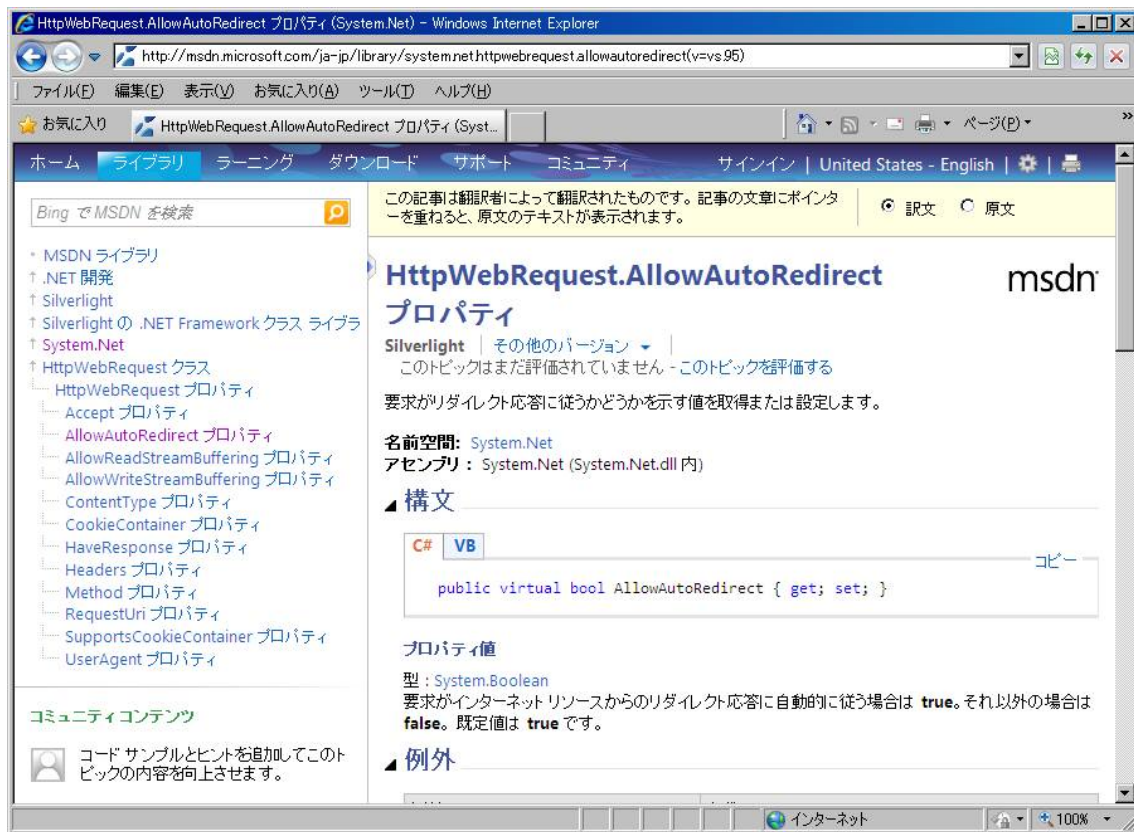 HttpWebRequest.AllowAutoRedirect プロパティ (System.Net) - Windows Internet Explorer
http://msdn.microsoft.com/ja-jp/library/system.net.httpwebrequest.allowautoredirect(v=vs.95)
ファイル(F) 編集(E) 表示(V) お気に入り(A) ツール(T) ヘルプ(H)
お気に入り HttpWebRequest.AllowAutoRedirect プロパティ (Syst... ページ(P) »
ホーム ライブラリ ラーニング ダウンロード サポート コミュニティ サインイン | United States - English
Bing で MSDN を検索
MSDN ライブラリ
.NET 開発
Silverlight
Silverlight の .NET Framework クラス ライブラ
System.Net
HttpWebRequest クラス
HttpWebRequest プロパティ
Accept プロパティ
AllowAutoRedirect プロパティ
AllowReadStreamBuffering プロパティ
AllowWriteStreamBuffering プロパティ
ContentType プロパティ
CookieContainer プロパティ
HaveResponse プロパティ
Headers プロパティ
Method プロパティ
RequestUri プロパティ
SupportsCookieContainer プロパティ
UserAgent プロパティ
コミュニティ コンテンツ
コード サンプルとヒントを追加してこのト
ピックの内容を向上させます。
この記事は翻訳者によって翻訳されたものです。記事の文章にポインタ
ーを重ねると、原文のテキストが表示されます。
訳文 原文
HttpWebRequest.AllowAutoRedirect
プロパティ
msdn
Silverlight その他のバージョン
このトピックはまだ評価されていません - このトピックを評価する
要求がリダイレクト応答に従うかどうかを示す値を取得または設定します。
名前空間: System.Net
アセンブリ: System.Net (System.Net.dll 内)
構文
C# VB
コピー
public virtual bool AllowAutoRedirect { get; set; }
プロパティ値
型 : System.Boolean
要求がインターネット リソースからのリダイレクト応答に自動的に従う場合は true。それ以外の場合は
false。既定値は true です。
例外
インターネット 100%